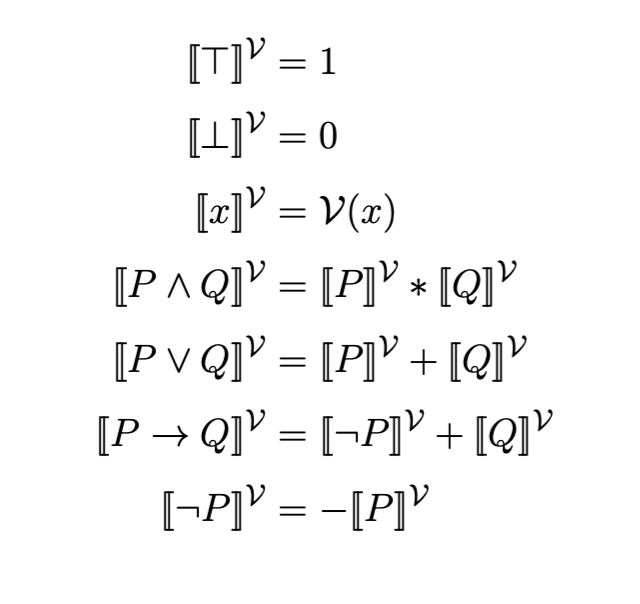 ⟦⊤⟧^𝒱 = 1
⟦⊥⟧^𝒱 = 0
⟦x⟧^𝒱 = 𝒱(x)
⟦P ∧ Q⟧^𝒱 = ⟦P⟧^𝒱 * ⟦Q⟧^𝒱
⟦P ∨ Q⟧^𝒱 = ⟦P⟧^𝒱 + ⟦Q⟧^𝒱
⟦P → Q⟧^𝒱 = ⟦¬P⟧^𝒱 + ⟦Q⟧^𝒱
⟦¬P⟧^𝒱 = −⟦P⟧^𝒱